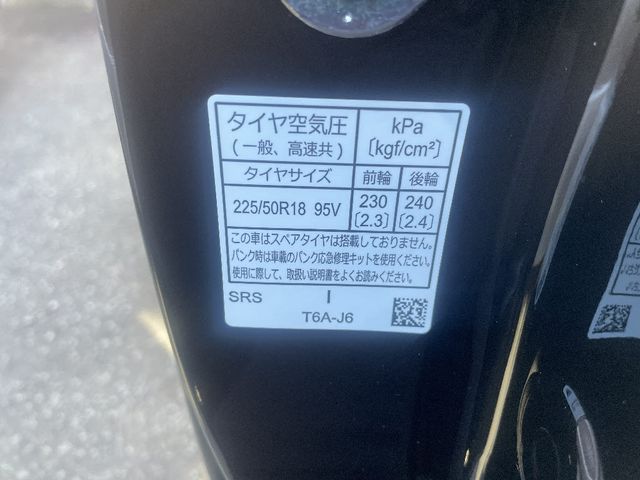 タイヤ空気圧
(一般、高速共)
kPa
[kgf/cm²]
タイヤサイズ
前輪
後輪
225/50R18 95V
230
[2.3]
240
[2.4]
この車はスペアタイヤは搭載しておりません。
パンク時は車載のパンク応急修理キットを使用。
使用に際して、取扱い説明書をよくお読みください。
SRS
I
T6A-J6